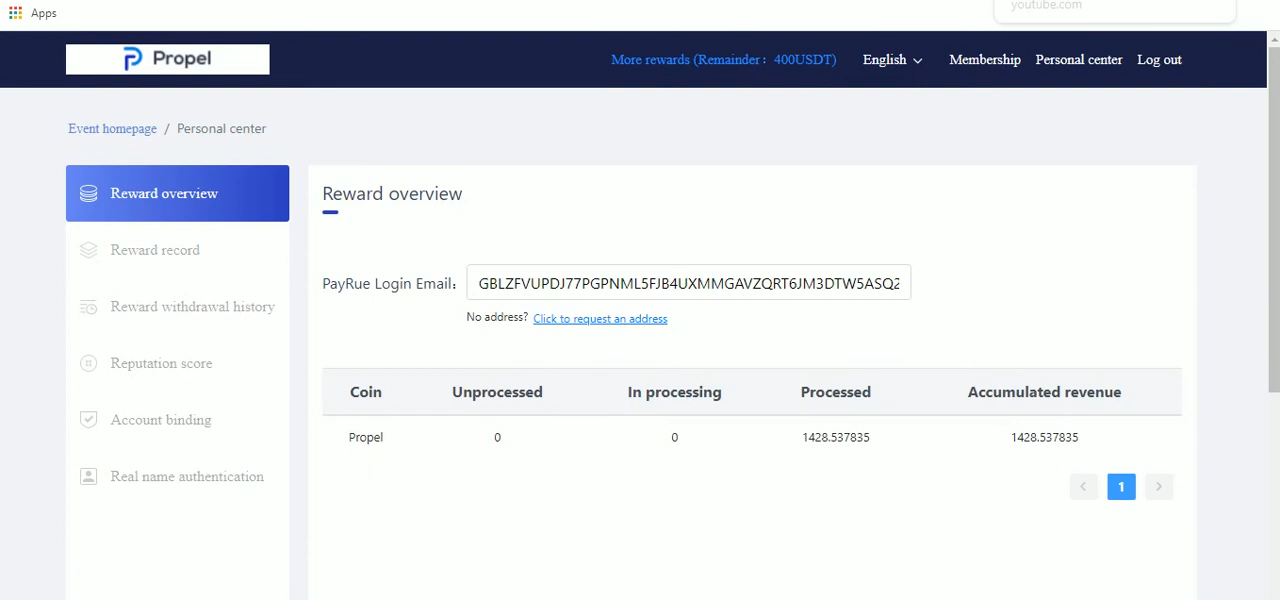 Apps
youtube.com
Propel
More rewards (Remainder： 400USDT)
English
Membership
Personal center
Log out
Event homepage / Personal center
Reward overview
Reward record
Reward withdrawal history
Reputation score
Account binding
Real name authentication
Reward overview
PayRue Login Email：
GBLZFVUPDJ77PGPNML5FJB4UXMMGAVZQRT6JM3DTW5ASQ2
No address? Click to request an address
Coin Unprocessed In processing Processed Accumulated revenue
Propel 0 0 1428.537835 1428.537835
1